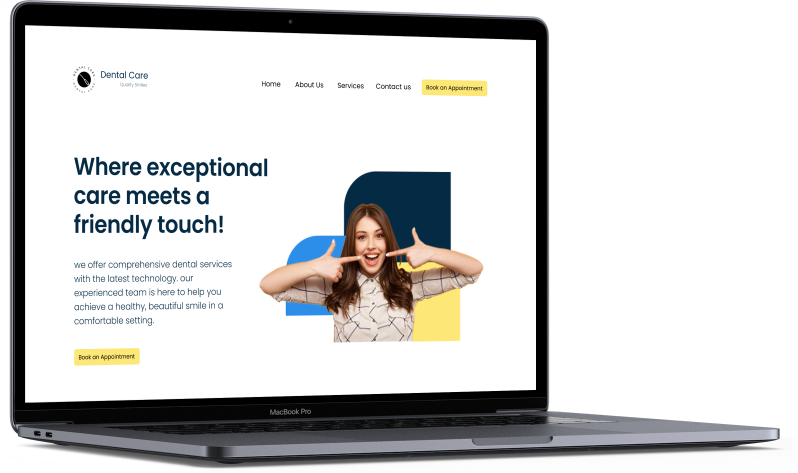 Dental Care
Quality Smiles
Home
About Us
Services
Contact us
Book an Appointment
Where exceptional
care meets a
friendly touch!
we offer comprehensive dental services
with the latest technology. our
experienced team is here to help you
achieve a healthy, beautiful smile in a
comfortable setting.
Book an Appointment
MacBook Pro